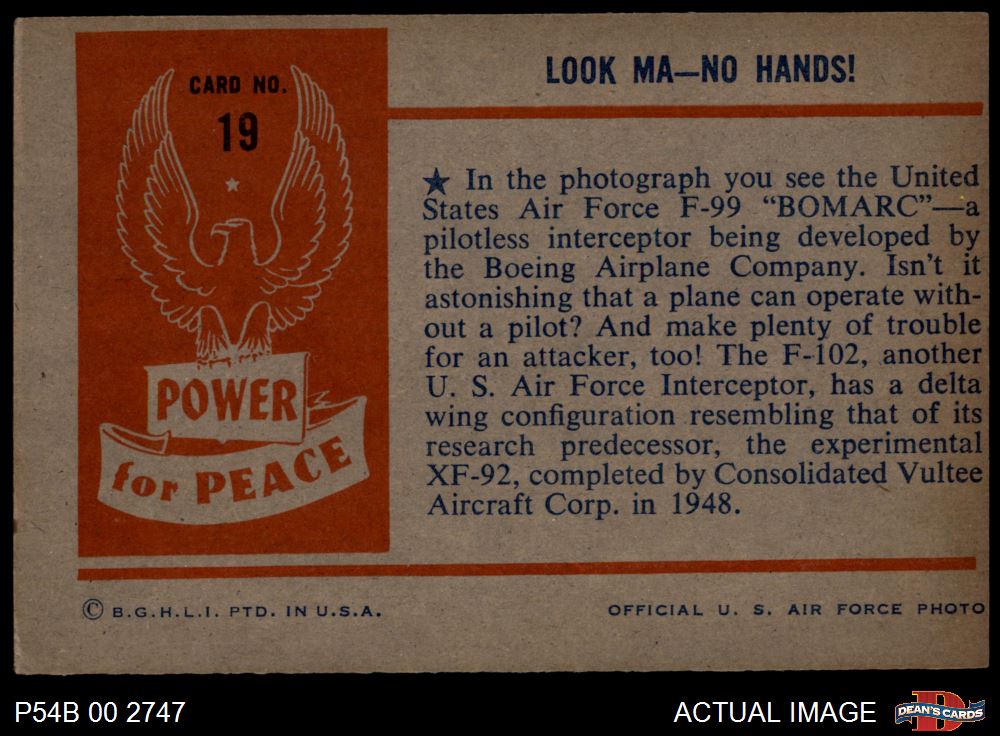 CARD NO.
19
POWER
for PEACE
LOOK MA—NO HANDS!
★ In the photograph you see the United
States Air Force F-99 “BOMARC”—a
pilotless interceptor being developed by
the Boeing Airplane Company. Isn't it
astonishing that a plane can operate with-
out a pilot? And make plenty of trouble
for an attacker, too! The F-102, another
U. S. Air Force Interceptor, has a delta
wing configuration resembling that of its
research predecessor, the experimental
XF-92, completed by Consolidated Vultee
Aircraft Corp. in 1948.
© B.G.H.L.I. PTD. IN U.S.A.
OFFICIAL U. S. AIR FORCE PHOTO
P54B 00 2747
ACTUAL IMAGE
D
DEAN'S CARDS